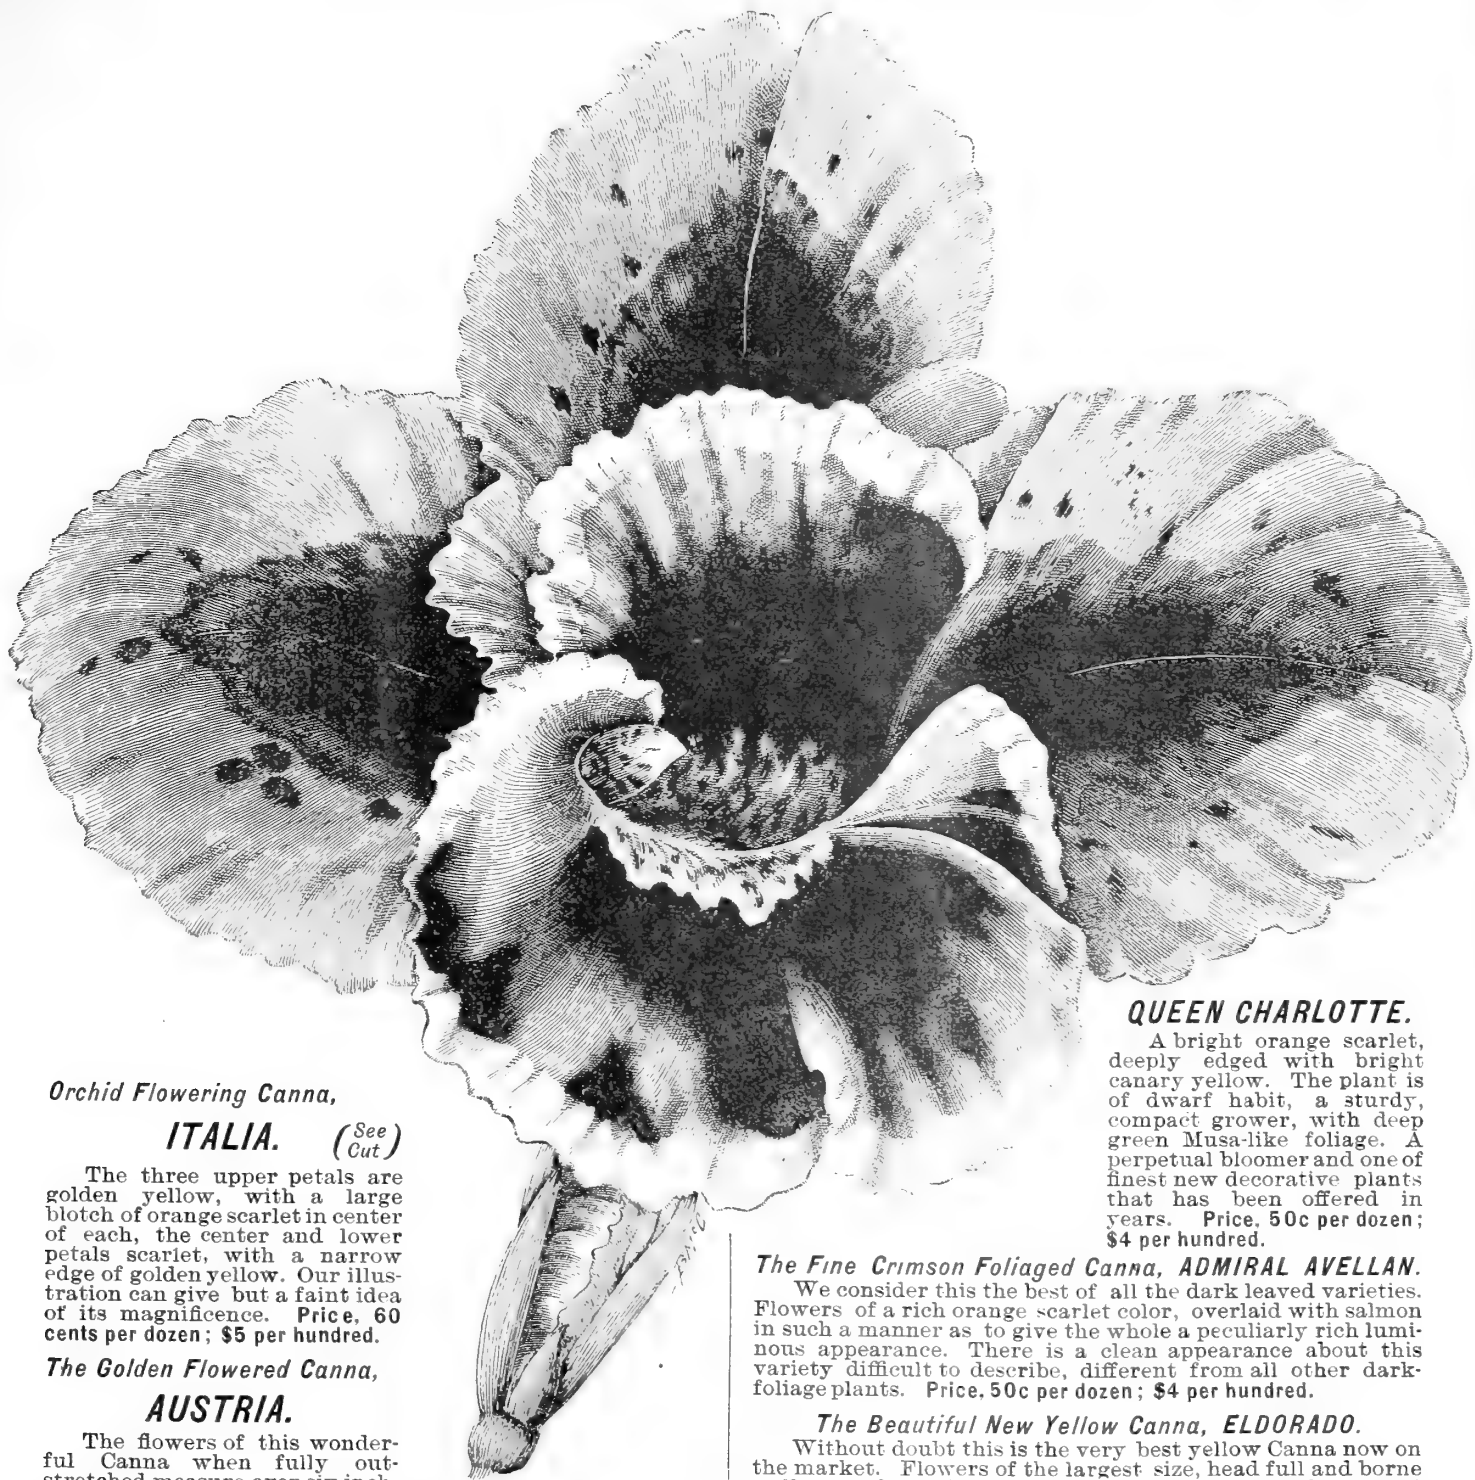 Orchid Flowering Canna,
ITALIA. (See Cut)
The three upper petals are
golden yellow, with a large
blotch of orange scarlet in center
of each, the center and lower
petals scarlet, with a narrow
edge of golden yellow. Our illus-
tration can give but a faint idea
of its magnificence. Price, 60
cents per dozen; $5 per hundred.
The Golden Flowered Canna,
AUSTRIA.
The flowers of this wonder-
ful Canna when fully out-
QUEEN CHARLOTTE.
A bright orange scarlet,
deeply edged with bright
canary yellow. The plant is
of dwarf habit, a sturdy,
compact grower, with deep
green Musa-like foliage. A
perpetual bloomer and one of
finest new decorative plants
that has been offered in
years. Price, 50c per dozen;
$4 per hundred.
The Fine Crimson Foliaged Canna, ADMIRAL AVELLAN.
We consider this the best of all the dark leaved varieties.
Flowers of a rich orange scarlet color, overlaid with salmon
in such a manner as to give the whole a peculiarly rich lumi-
nous appearance. There is a clean appearance about this
variety difficult to describe, different from all other dark-
foliage plants. Price, 50c per dozen; $4 per hundred.
The Beautiful New Yellow Canna, ELDORADO.
Without doubt this is the very best yellow Canna now on
the market. Flowers of the largest size, head full and borne